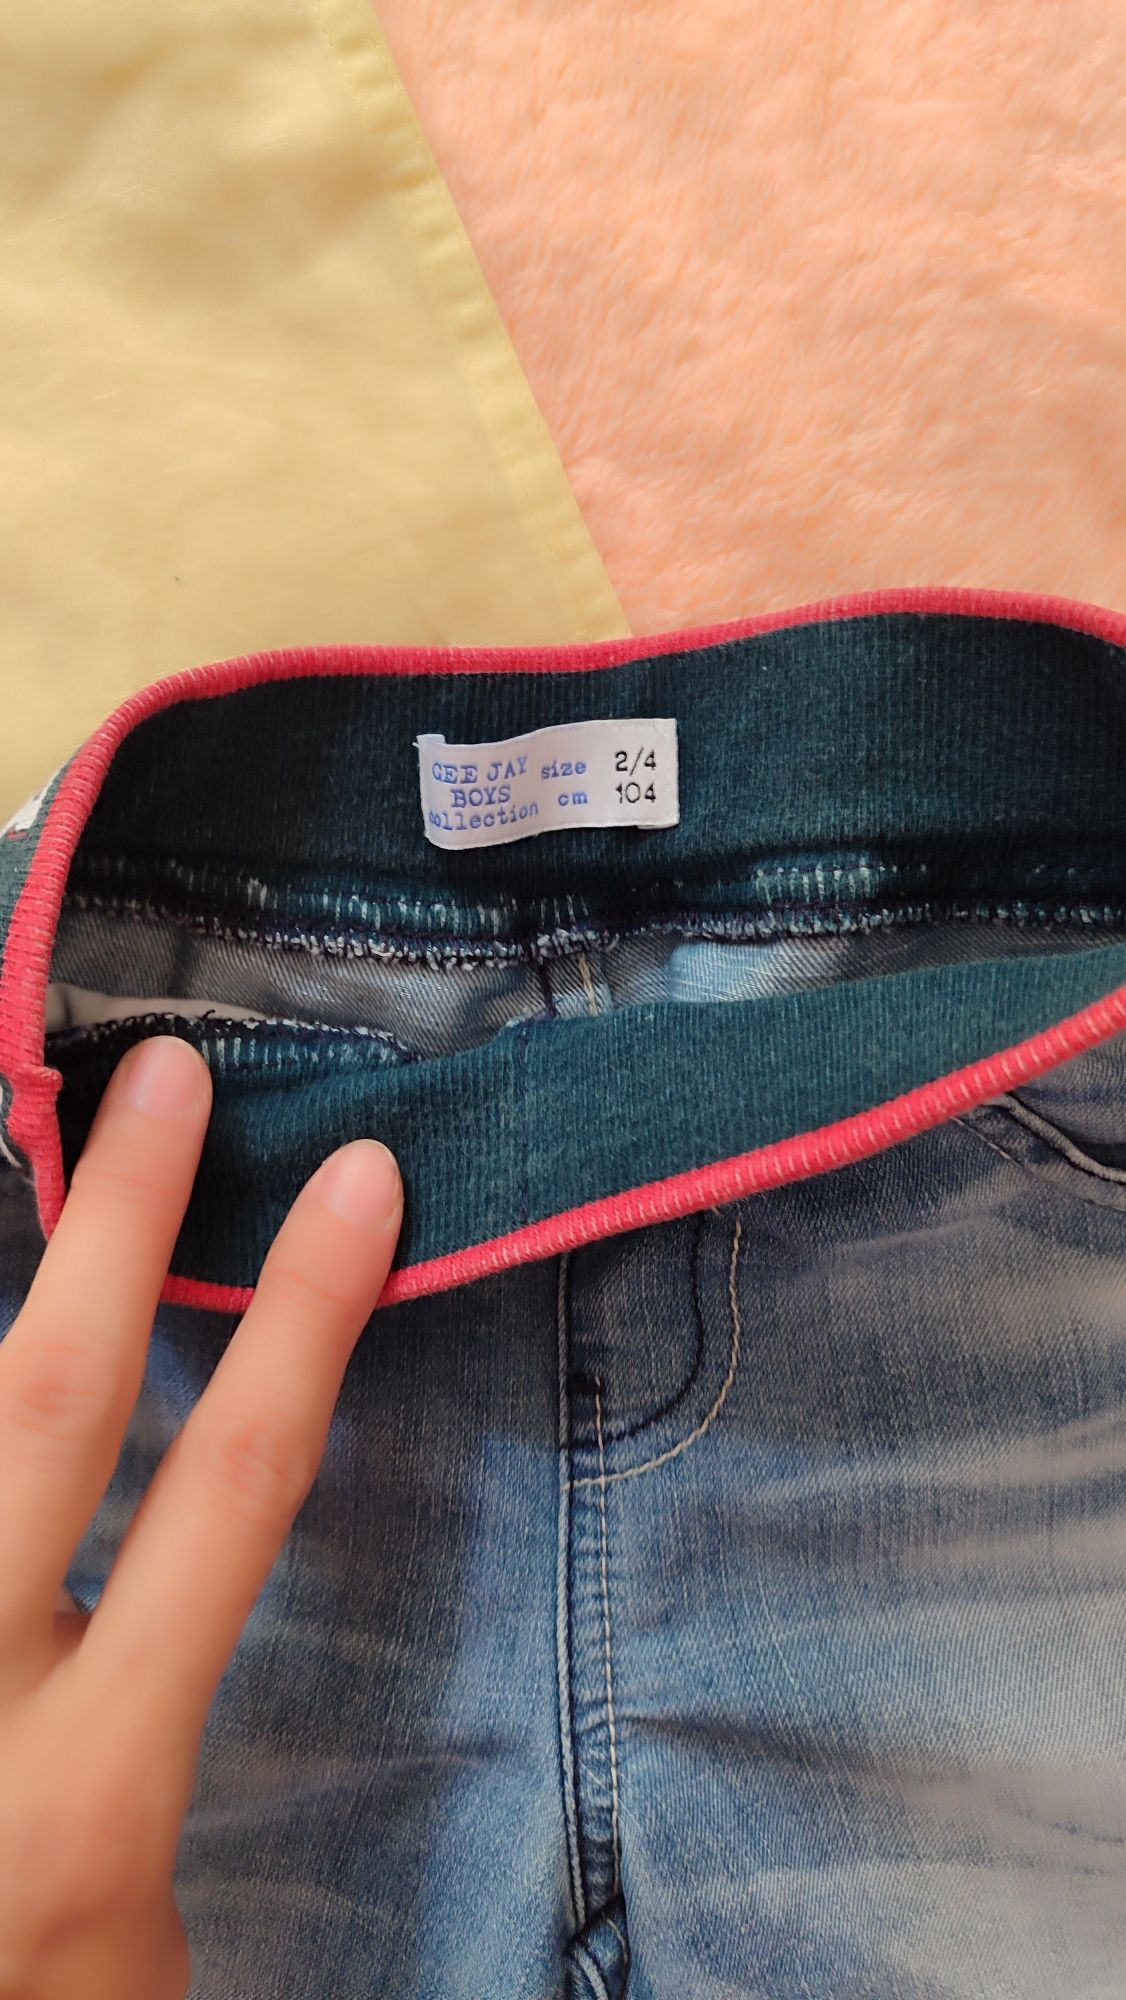 GEE JAY size 2/4
BOYS cm 104
collection